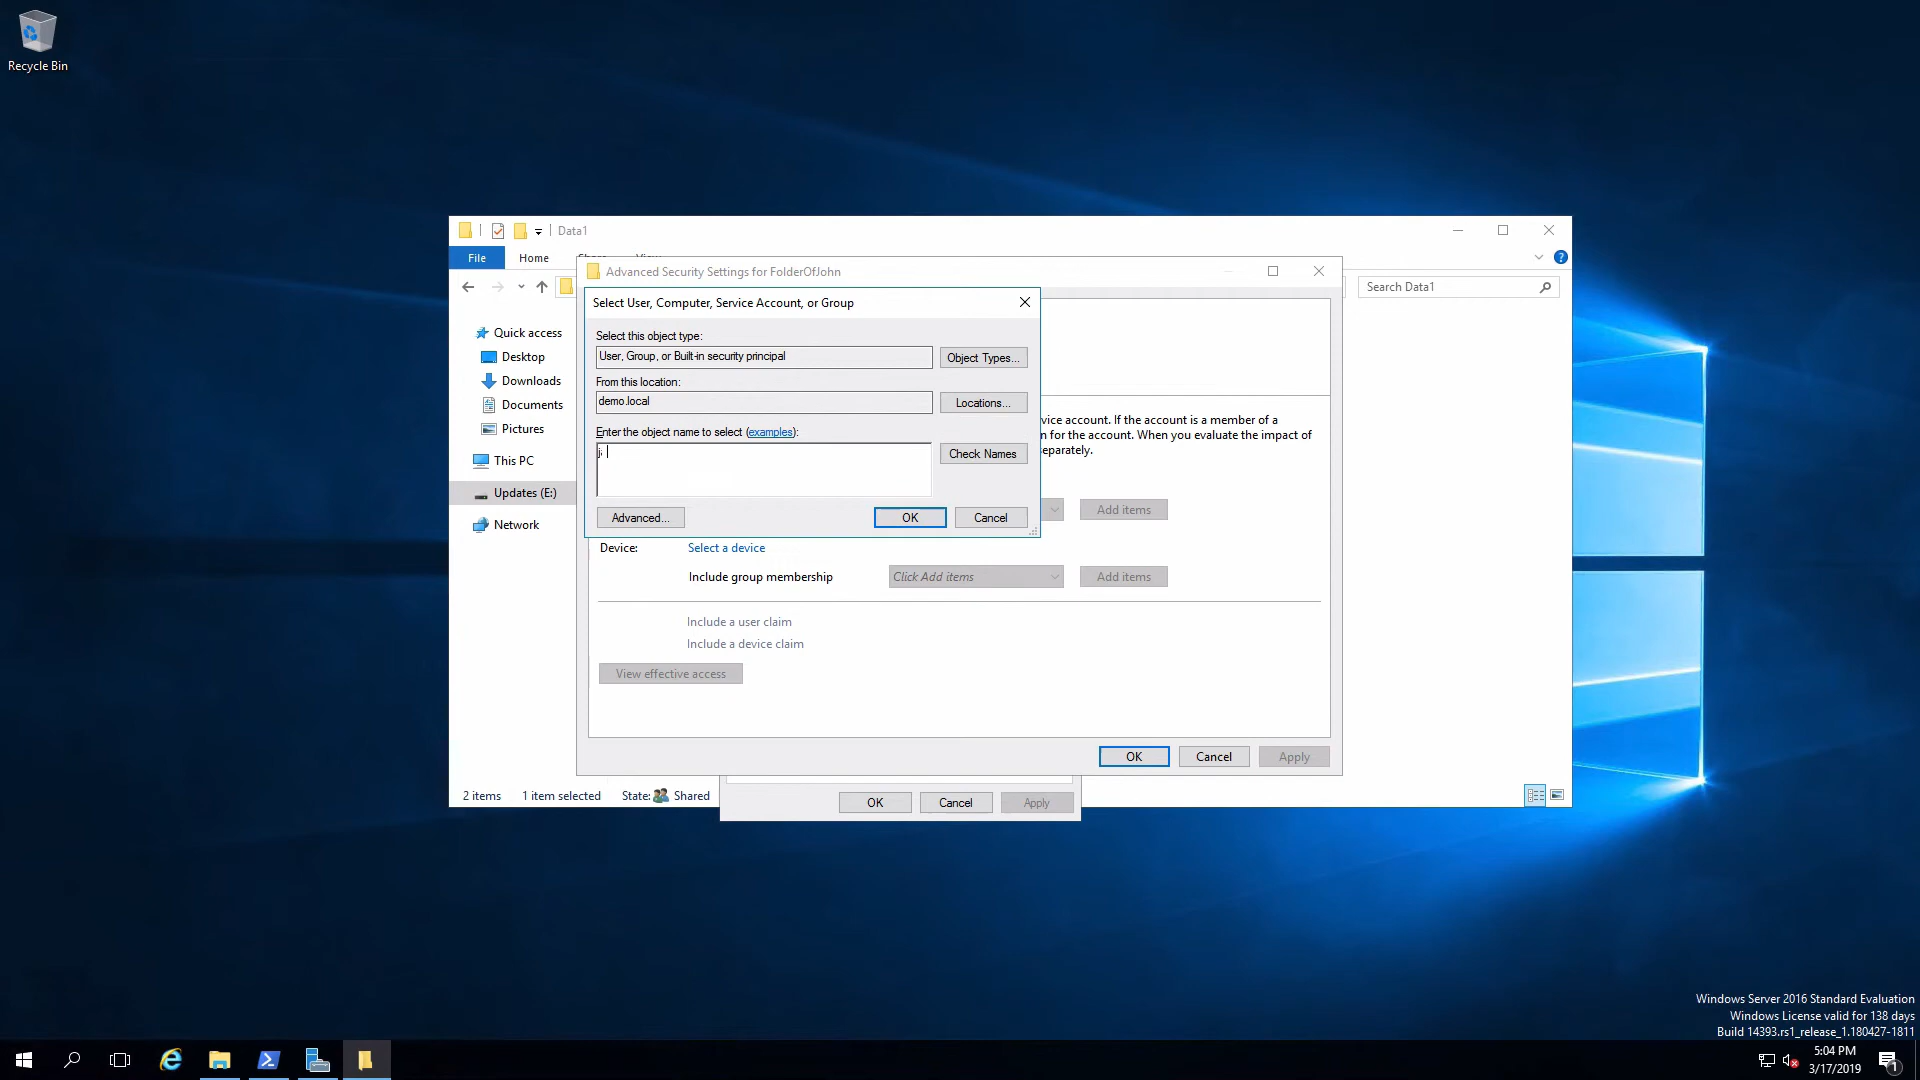 Recycle Bin
Data1
File
Home
Advanced Security Settings for FolderOfJohn
Search Data1
Select User, Computer, Service Account, or Group
Select this object type:
User, Group, or Built-in security principal
Object Types...
From this location:
demo.local
Locations...
Enter the object name to select (examples):
Check Names
Advanced...
OK
Cancel
Quick access
Desktop
Downloads
Documents
Pictures
This PC
Updates (E:)
Network
vice account. If the account is a member of a
n for the account. When you evaluate the impact of
separately.
Add items
Device:
Select a device
Include group membership
Click Add items
Add items
Include a user claim
Include a device claim
View effective access
OK
Cancel
Apply
2 items
1 item selected
State:
Shared
OK
Cancel
Apply
Windows Server 2016 Standard Evaluation
Windows License valid for 138 days
Build 14393.rs1_release_1.180427-1811
5:04 PM
3/17/2019
1